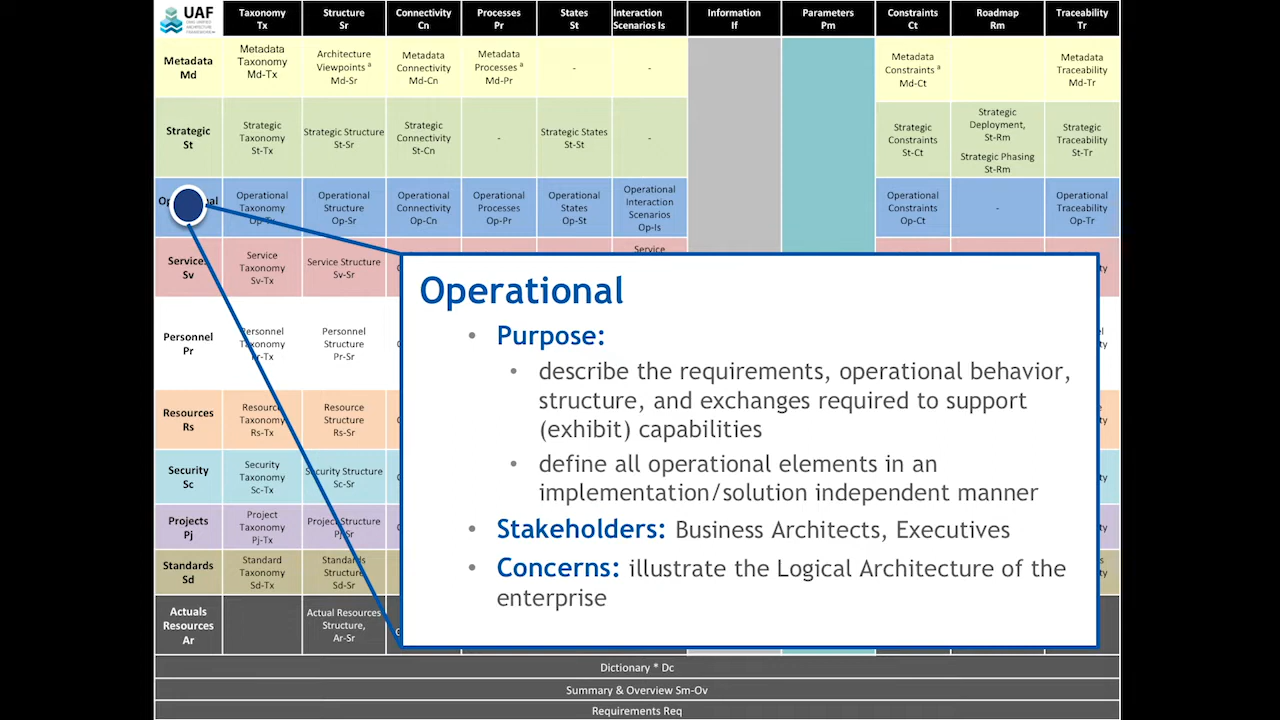 UAF
Taxonomy
Tx
Structure
Sr
Connectivity
Cn
Processes
Pr
States
St
Interaction
Scenarios Is
Information
If
Parameters
Pm
Constraints
Ct
Roadmap
Rm
Traceability
Tr
Metadata
Md
Metadata
Taxonomy
Md-Tx
Architecture
Viewpoints ª
Md-Sr
Metadata
Connectivity
Md-Cn
Metadata
Processes ª
Md-Pr
-
-
Metadata
Constraints ª
Md-Ct
Metadata
Traceability
Md-Tr
Strategic
St
Strategic
Taxonomy
St-Tx
Strategic Structure
St-Sr
Strategic
Connectivity
St-Cn
-
Strategic States
St-St
-
Strategic
Constraints
St-Ct
Strategic
Deployment,
St-Rm
Strategic Phasing
St-Rm
Strategic
Traceability
St-Tr
Operational
Taxonomy
Op-Tx
Operational
Structure
Op-Sr
Operational
Connectivity
Op-Cn
Operational
Processes
Op-Pr
Operational
States
Op-St
Operational
Interaction
Scenarios
Op-Is
Operational
Constraints
Op-Ct
-
Operational
Traceability
Op-Tr
Services
Sv
Service
Taxonomy
Sv-Tx
Service Structure
Sv-Sr
Service
Personnel
Pr
Personnel
Taxonomy
Pr-Tx
Personnel
Structure
Pr-Sr
Resources
Rs
Resource
Taxonomy
Rs-Tx
Resource
Structure
Rs-Sr
Security
Sc
Security
Taxonomy
Sc-Tx
Security Structure
Sc-Sr
Projects
Pj
Project
Taxonomy
Pj-Tx
Project Structure
Pj-Sr
Standards
Sd
Standard
Taxonomy
Sd-Tx
Standards
Structure
Sd-Sr
Actuals
Resources
Ar
Actual Resources
Structure,
Ar-Sr
Operational
• Purpose:
• describe the requirements, operational behavior,
structure, and exchanges required to support
(exhibit) capabilities
• define all operational elements in an
implementation/solution independent manner
• Stakeholders: Business Architects, Executives
• Concerns: illustrate the Logical Architecture of the
enterprise
Dictionary * Dc
Summary & Overview Sm-Ov
Requirements Req